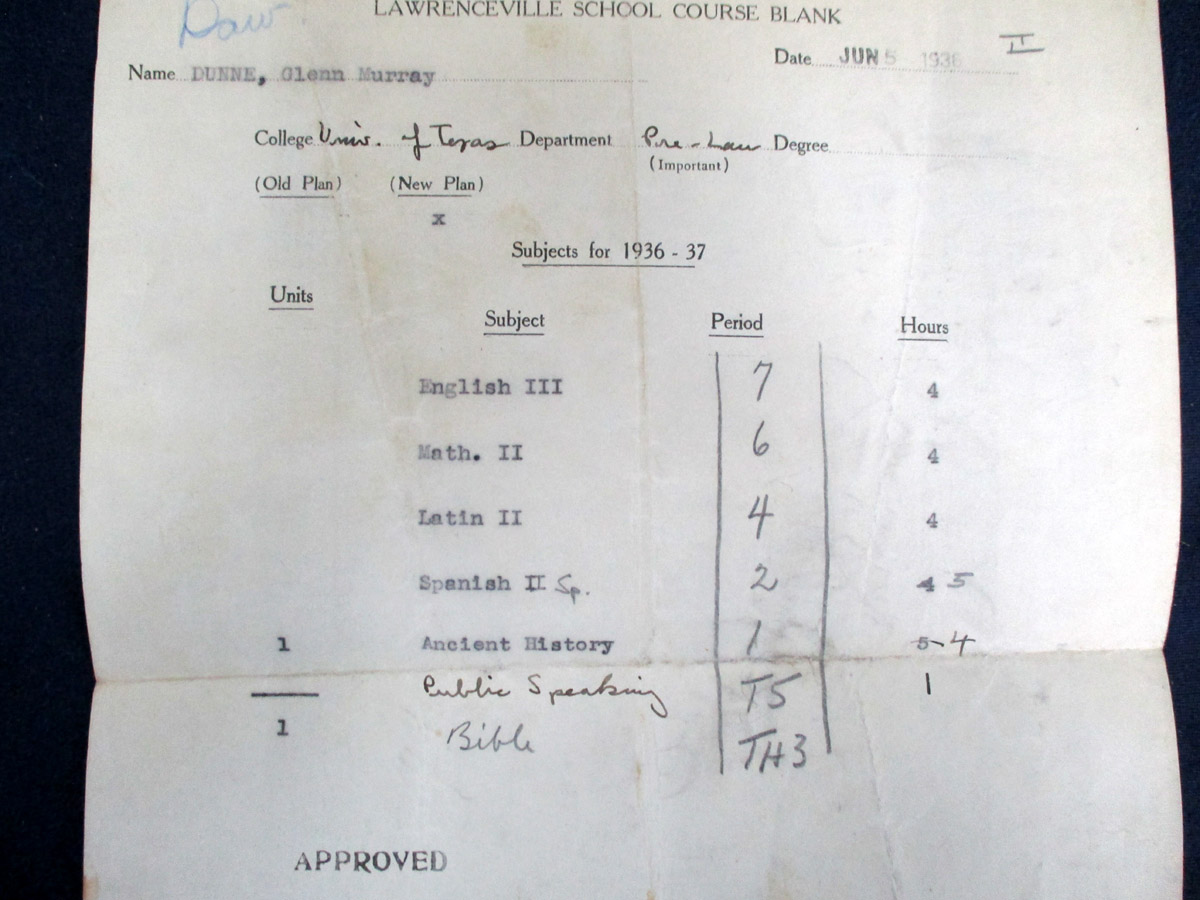 Daw
LAWRENCEVILLE SCHOOL COURSE BLANK
Date JUN 5 1936 II
Name DUNNE, Glenn Murray
College Univ. of Texas Department Pre-Law Degree
(Important)
(Old Plan) (New Plan)
x
Subjects for 1936 - 37
Units Subject Period Hours
English III 7 4
Math. II 6 4
Latin II 4 4
Spanish II Sp. 2 4 5
1 Ancient History 1 5-4
Public Speaking T5 1
1 Bible TH3
APPROVED